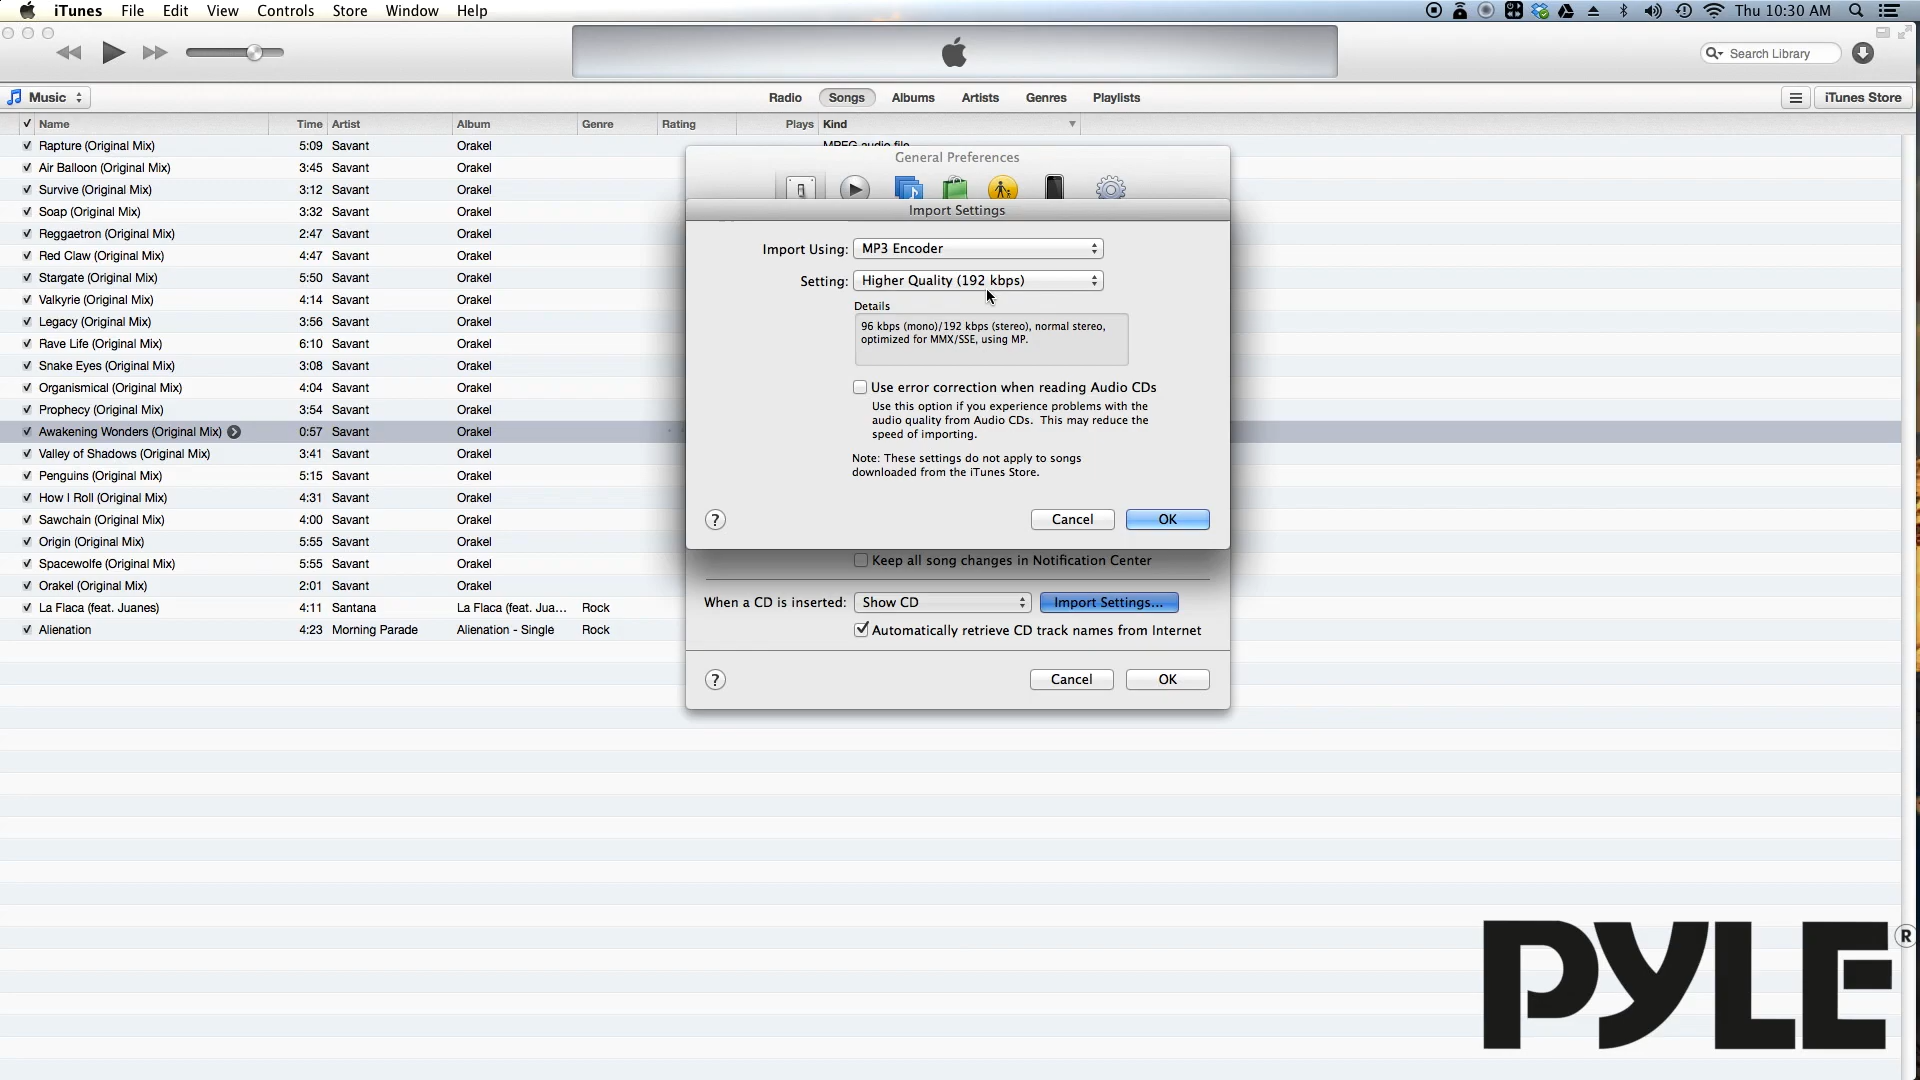 iTunes File Edit View Controls Store Window Help Thu 10:30 AM
Search Library
Music Radio Songs Albums Artists Genres Playlists iTunes Store
Name Time Artist Album Genre Rating Plays Kind
Rapture (Original Mix) 5:09 Savant Orakel MPEG audio file
Air Balloon (Original Mix) 3:45 Savant Orakel
Survive (Original Mix) 3:12 Savant Orakel
Soap (Original Mix) 3:32 Savant Orakel
Reggaetron (Original Mix) 2:47 Savant Orakel
Red Claw (Original Mix) 4:47 Savant Orakel
Stargate (Original Mix) 5:50 Savant Orakel
Valkyrie (Original Mix) 4:14 Savant Orakel
Legacy (Original Mix) 3:56 Savant Orakel
Rave Life (Original Mix) 6:10 Savant Orakel
Snake Eyes (Original Mix) 3:08 Savant Orakel
Organismical (Original Mix) 4:04 Savant Orakel
Prophecy (Original Mix) 3:54 Savant Orakel
Awakening Wonders (Original Mix) 0:57 Savant Orakel
Valley of Shadows (Original Mix) 3:41 Savant Orakel
Penguins (Original Mix) 5:15 Savant Orakel
How I Roll (Original Mix) 4:31 Savant Orakel
Sawchain (Original Mix) 4:00 Savant Orakel
Origin (Original Mix) 5:55 Savant Orakel
Spacewolfe (Original Mix) 5:55 Savant Orakel
Orakel (Original Mix) 2:01 Savant Orakel
La Flaca (feat. Juanes) 4:11 Santana La Flaca (feat. Jua... Rock
Alienation 4:23 Morning Parade Alienation - Single Rock
General Preferences
Import Settings
Import Using: MP3 Encoder
Setting: Higher Quality (192 kbps)
Details
96 kbps (mono)/192 kbps (stereo), normal stereo,
optimized for MMX/SSE, using MP.
Use error correction when reading Audio CDs
Use this option if you experience problems with the
audio quality from Audio CDs. This may reduce the
speed of importing.
Note: These settings do not apply to songs
downloaded from the iTunes Store.
? Cancel OK
Keep all song changes in Notification Center
When a CD is inserted: Show CD Import Settings...
Automatically retrieve CD track names from Internet
? Cancel OK
PYLE®